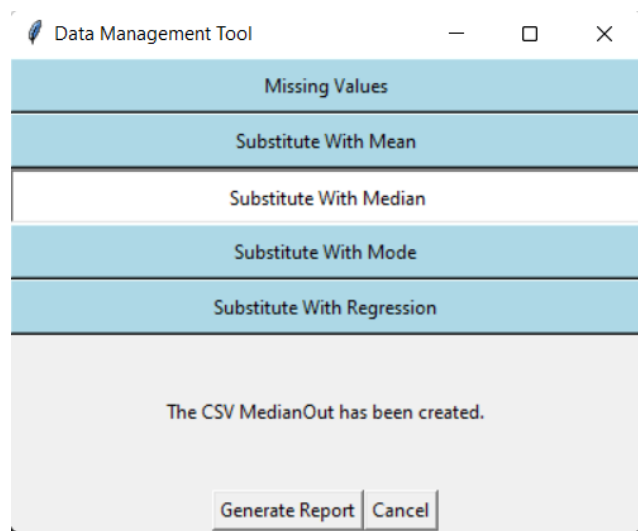 Data Management Tool
Missing Values
Substitute With Mean
Substitute With Median
Substitute With Mode
Substitute With Regression
The CSV MedianOut has been created.
Generate Report Cancel